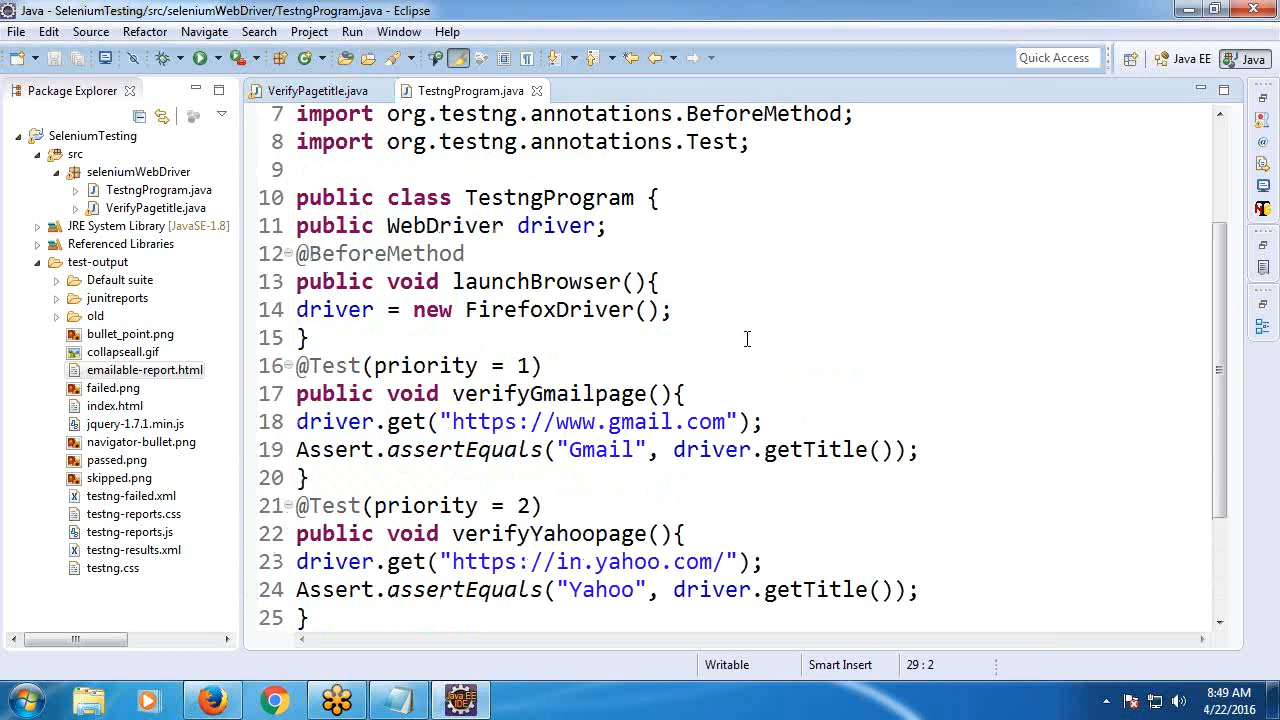 Java - SeleniumTesting/src/seleniumWebDriver/TestngProgram.java - Eclipse
File Edit Source Refactor Navigate Search Project Run Window Help
Quick Access Java EE Java
Package Explorer
SeleniumTesting
src
seleniumWebDriver
TestngProgram.java
VerifyPagetitle.java
JRE System Library [JavaSE-1.8]
Referenced Libraries
test-output
Default suite
junitreports
old
bullet_point.png
collapseall.gif
emailable-report.html
failed.png
index.html
jquery-1.7.1.min.js
navigator-bullet.png
passed.png
skipped.png
testng-failed.xml
testng-reports.css
testng-reports.js
testng-results.xml
testng.css
VerifyPagetitle.java TestngProgram.java
7 import org.testng.annotations.BeforeMethod;
8 import org.testng.annotations.Test;
9
10 public class TestngProgram {
11 public WebDriver driver;
12 @BeforeMethod
13 public void launchBrowser(){
14 driver = new FirefoxDriver();
15 }
16 @Test(priority = 1)
17 public void verifyGmailpage(){
18 driver.get("https://www.gmail.com");
19 Assert.assertEquals("Gmail", driver.getTitle());
20 }
21 @Test(priority = 2)
22 public void verifyYahoopage(){
23 driver.get("https://in.yahoo.com/");
24 Assert.assertEquals("Yahoo", driver.getTitle());
25 }
Writable Smart Insert 29 : 2
Java EE
IDE
8:49 AM
4/22/2016